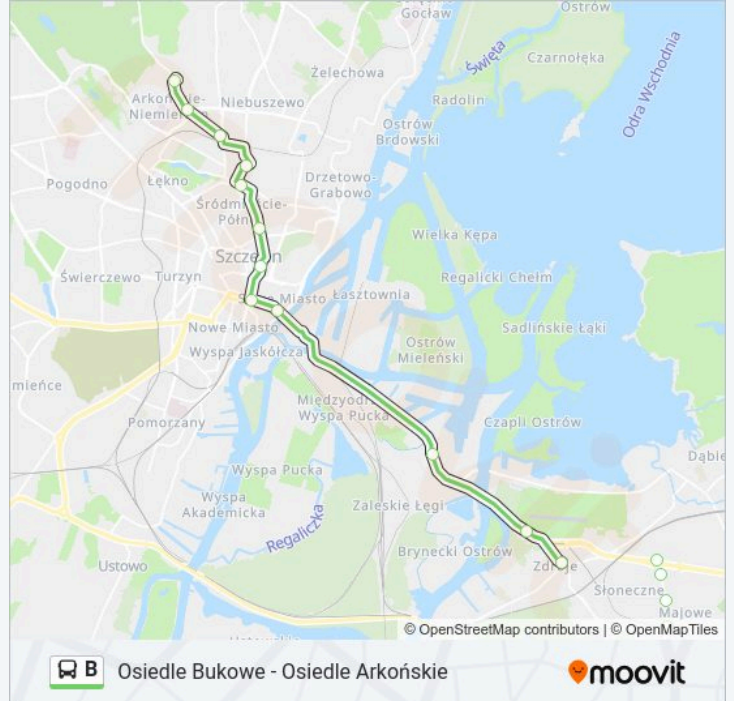 Gocław
Ostrów
Święta
Czarnołęka
Żelechowa
Odra Wschodnia
Arkońskie-
Niemierzyn
Niebuszewo
Radolin
Ostrów
Brdowski
Pogodno
Łękno
Drzetowo-
Grabowo
Śródmieście-
Półn
Wielka Kępa
Szczecin
Świerczewo
Turzyn
Regalicki Chełm
Stare Miasto
Łasztownia
Nowe Miasto
Sadlińskie Łąki
Wyspa Jaskółcza
Ostrów
Mieleński
mieńce
Międzyodrze
Wyspa Pucka
Pomorzany
Czapli Ostrów
Dąbie
Wyspa Pucka
Wyspa
Akademicka
Zaleskie Łęgi
Regaliczka
Brynecki Ostrów
Ustowo
Zdroje
Słoneczne
Majowe
© OpenStreetMap contributors | © OpenMapTiles
B Osiedle Bukowe - Osiedle Arkońskie
moovit